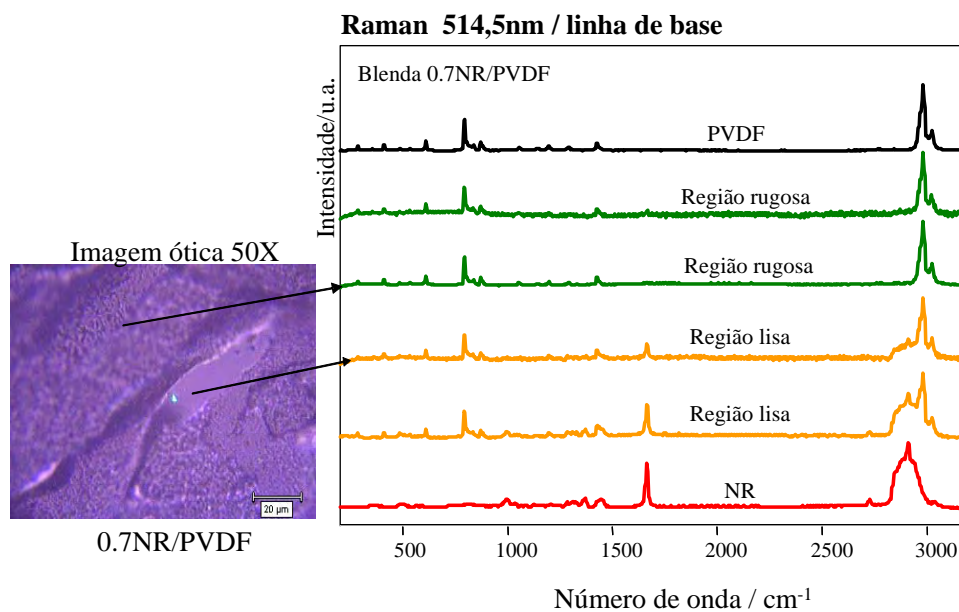 Raman 514,5nm / linha de base
Intensidade/u.a.
Blenda 0.7NR/PVDF
PVDF
Região rugosa
Região rugosa
Região lisa
Região lisa
NR
500 1000 1500 2000 2500 3000
Número de onda / cm-1
Imagem ótica 50X
20 µm
0.7NR/PVDF